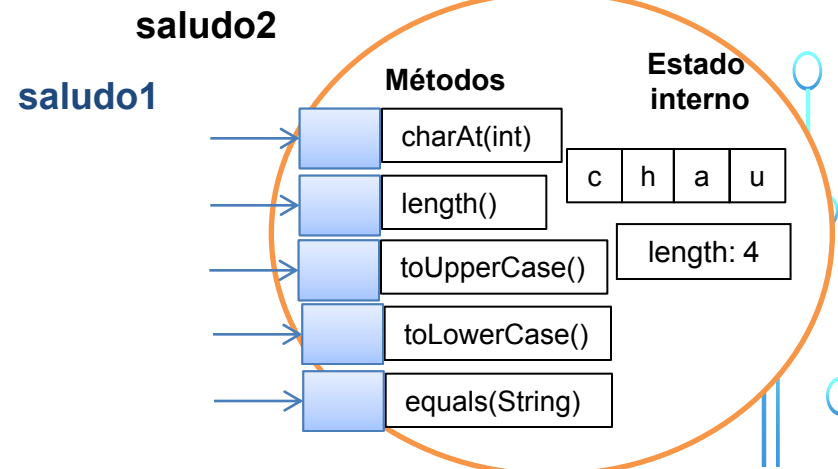 saludo2
saludo1
Métodos
Estado
interno
charAt(int)
c h a u
length()
length: 4
toUpperCase()
toLowerCase()
equals(String)